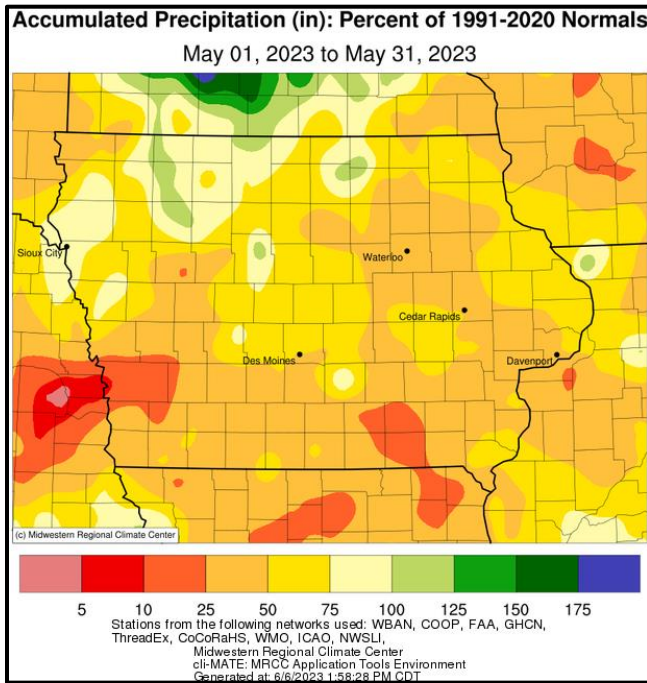 Accumulated Precipitation (in): Percent of 1991-2020 Normals
May 01, 2023 to May 31, 2023
Sioux City
Waterloo
Cedar Rapids
Des Moines
Davenport
(c) Midwestern Regional Climate Center
5 10 25 50 75 100 125 150 175
Stations from the following networks used: WBAN, COOP, FAA, GHCN,
ThreadEx, CoCoRaHS, WMO, ICAO, NWSLI,
Midwestern Regional Climate Center
cli-MATE: MRCC Application Tools Environment
Generated at: 6/6/2023 1:58:28 PM CDT